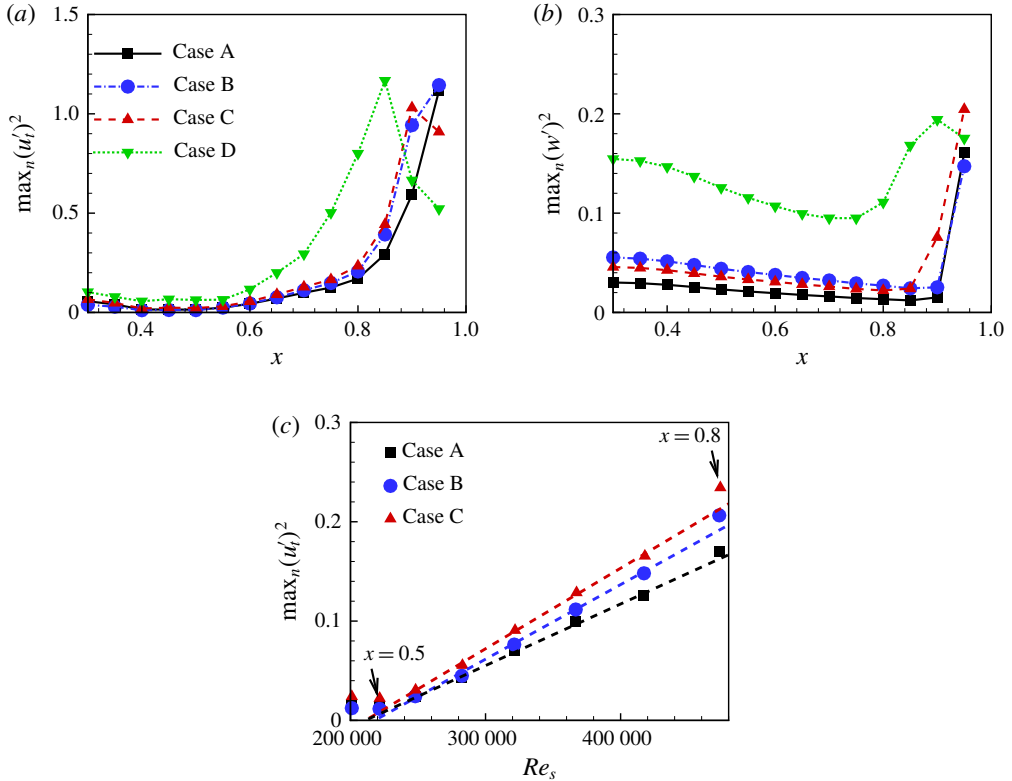 (a)
1.5
1.0
0.5
0
max_n(u'_t)^2
Case A
Case B
Case C
Case D
0.4
0.6
0.8
1.0
x
(b)
0.3
0.2
0.1
0
max_n(w')^2
0.4
0.6
0.8
1.0
x
(c)
0.3
0.2
0.1
0
max_n(u'_t)^2
Case A
Case B
Case C
x = 0.8
x = 0.5
200 000
300 000
400 000
Re_s